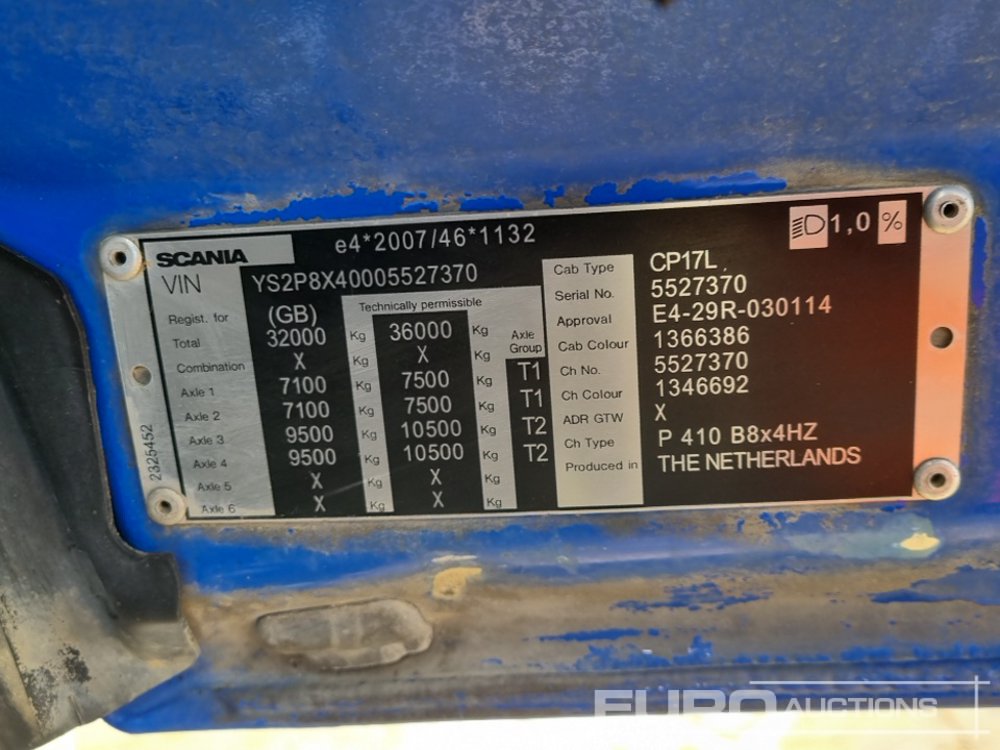 SCANIA e4*2007/46*1132 1,0 %
VIN YS2P8X40005527370
Regist. for (GB) Technically permissible
Total 32000 Kg 36000 Kg Axle Group
Combination X Kg X Kg
Axle 1 7100 Kg 7500 Kg T1
Axle 2 7100 Kg 7500 Kg T1
Axle 3 9500 Kg 10500 Kg T2
Axle 4 9500 Kg 10500 Kg T2
Axle 5 X Kg X Kg
Axle 6 X Kg X Kg
2325452
Cab Type CP17L
Serial No. 5527370
Approval E4-29R-030114
Cab Colour 1366386
Ch No. 5527370
Ch Colour 1346692
ADR GTW X
Ch Type P 410 B8x4HZ
Produced in THE NETHERLANDS
EURO AUCTIONS